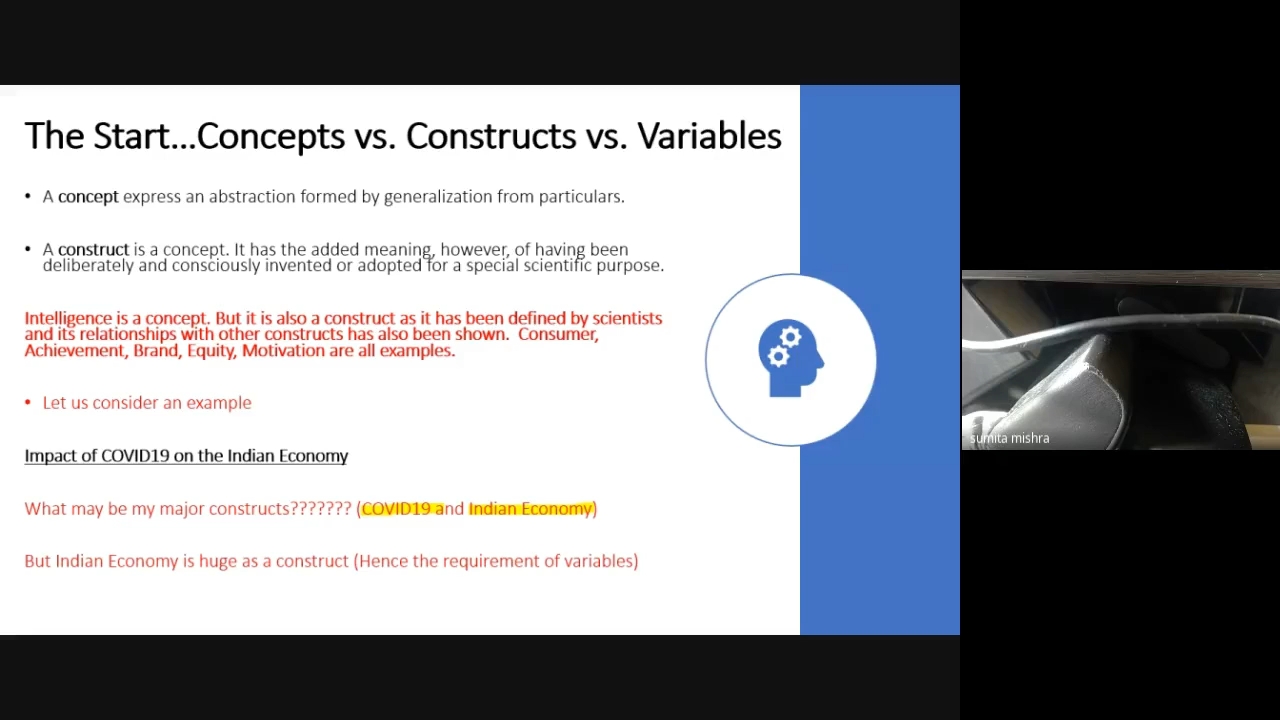 The Start...Concepts vs. Constructs vs. Variables
• A concept express an abstraction formed by generalization from particulars.
• A construct is a concept. It has the added meaning, however, of having been
deliberately and consciously invented or adopted for a special scientific purpose.
Intelligence is a concept. But it is also a construct as it has been defined by scientists
and its relationships with other constructs has also been shown. Consumer,
Achievement, Brand, Equity, Motivation are all examples.
• Let us consider an example
Impact of COVID19 on the Indian Economy
What may be my major constructs??????? (COVID19 and Indian Economy)
But Indian Economy is huge as a construct (Hence the requirement of variables)
sumita mishra